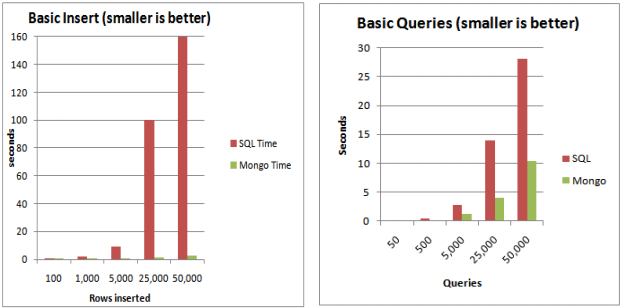 Basic Insert (smaller is better)
160
140
120
100
80
60
40
20
0
seconds
100 1,000 5,000 25,000 50,000
Rows inserted
SQL Time
Mongo Time
Basic Queries (smaller is better)
30
25
20
15
10
5
0
Seconds
50 500 5,000 25,000 50,000
Queries
SQL
Mongo